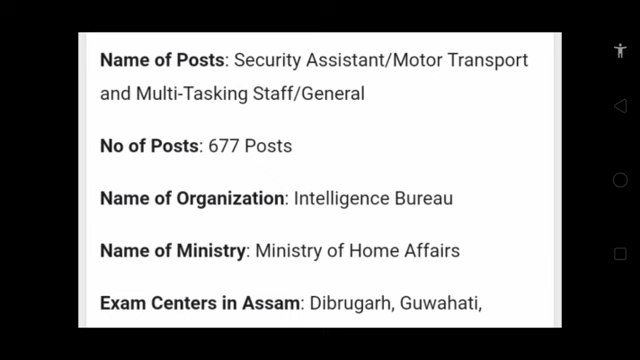 Name of Posts: Security Assistant/Motor Transport
and Multi-Tasking Staff/General
No of Posts: 677 Posts
Name of Organization: Intelligence Bureau
Name of Ministry: Ministry of Home Affairs
Exam Centers in Assam: Dibrugarh, Guwahati,